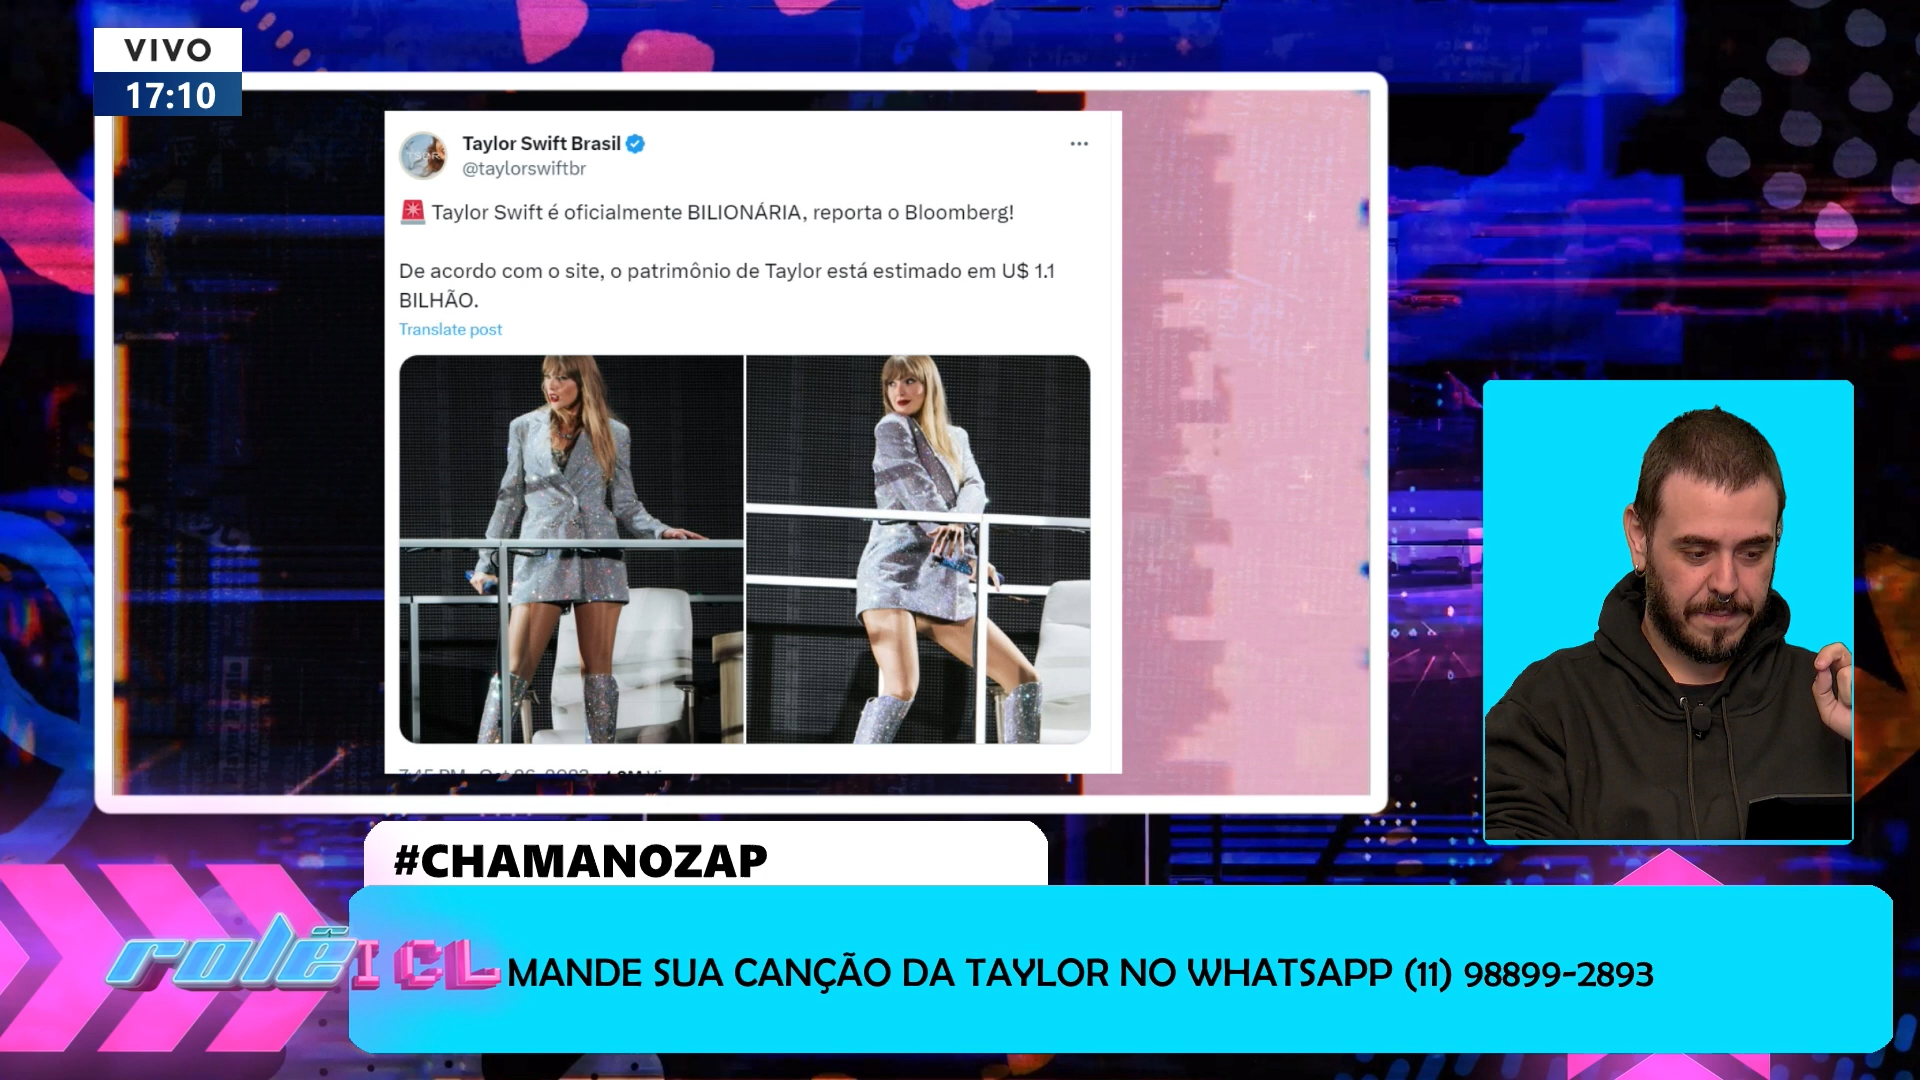 VIVO
17:10
Taylor Swift Brasil
@taylorswiftbr
Taylor Swift é oficialmente BILIONÁRIA, reporta o Bloomberg!
De acordo com o site, o patrimônio de Taylor está estimado em U$ 1.1
BILHÃO.
Translate post
#CHAMANOZAP
rolê ICL
MANDE SUA CANÇÃO DA TAYLOR NO WHATSAPP (11) 98899-2893